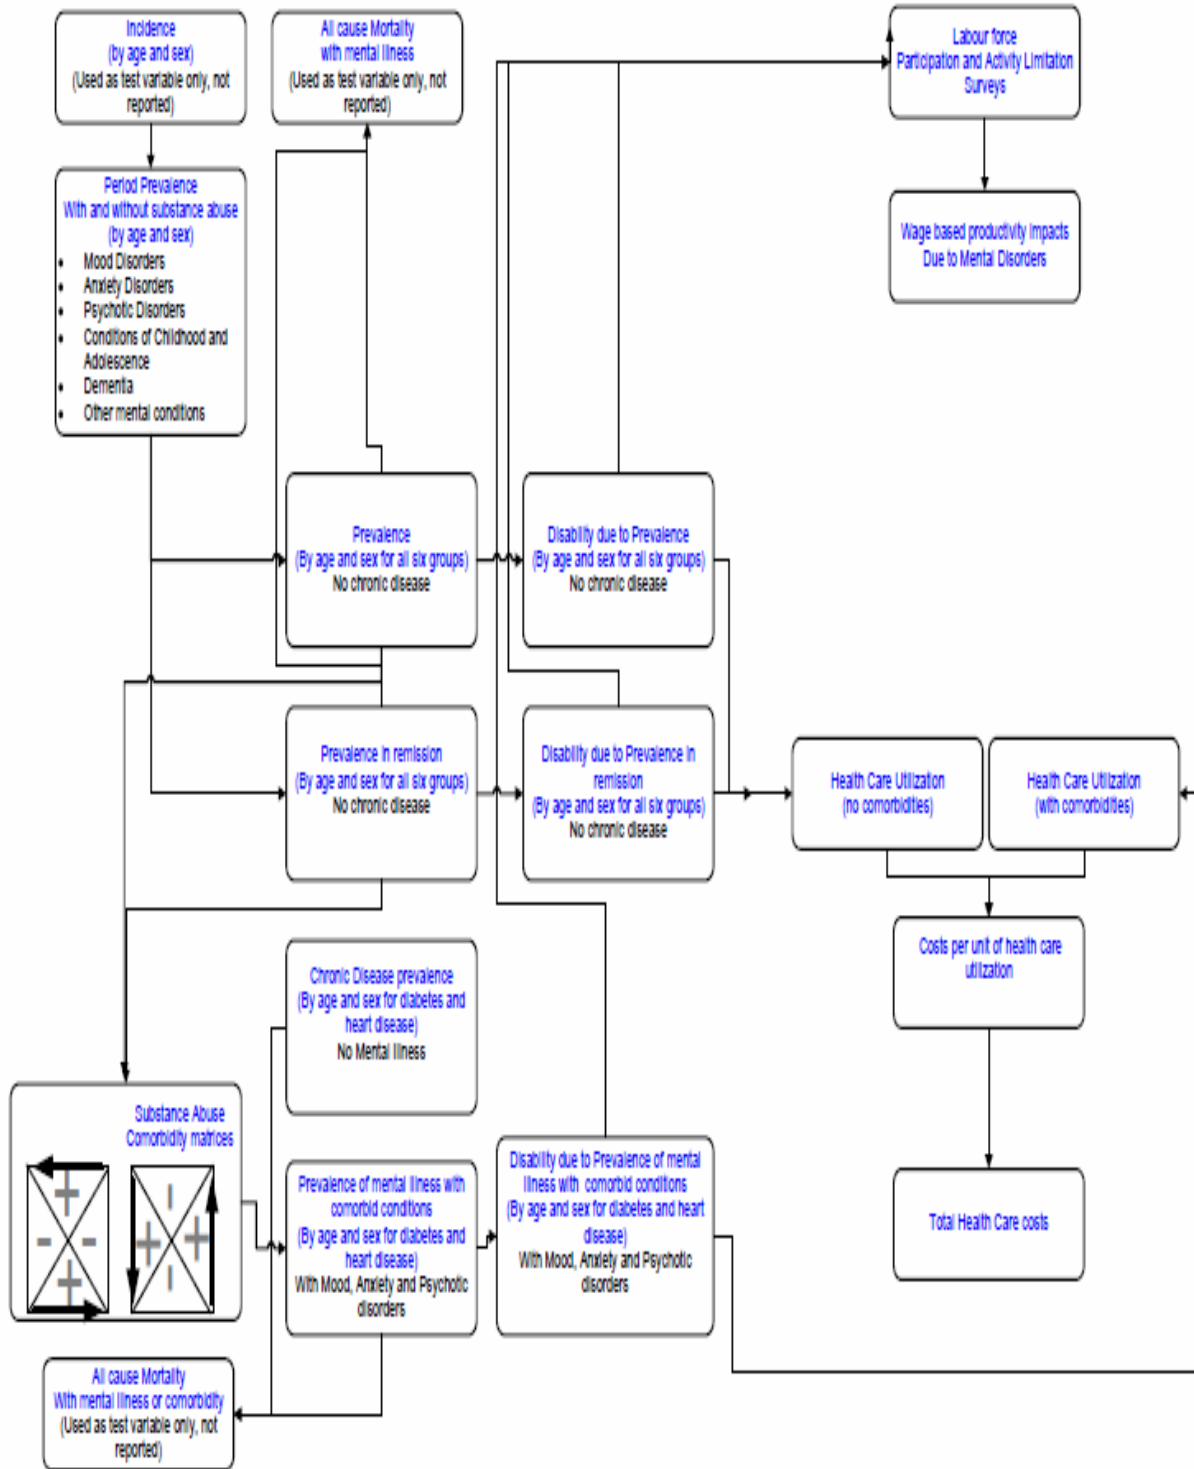 Incidence
(by age and sex)
(Used as test variable only, not
reported)
All cause Mortality
with mental illness
(Used as test variable only, not
reported)
Labour force
Participation and Activity Limitation
Surveys
Period Prevalence
With and without substance abuse
(by age and sex)
• Mood Disorders
• Anxiety Disorders
• Psychotic Disorders
• Conditions of Childhood and
Adolescence
• Dementia
• Other mental conditions
Wage based productivity Impacts
Due to Mental Disorders
Prevalence
(By age and sex for all six groups)
No chronic disease
Disability due to Prevalence
(By age and sex for all six groups)
No chronic disease
Prevalence in remission
(By age and sex for all six groups)
No chronic disease
Disability due to Prevalence in
remission
(By age and sex for all six groups)
No chronic disease
Health Care Utilization
(no comorbidities)
Health Care Utilization
(with comorbidities)
Costs per unit of health care
utilization
Chronic Disease prevalence
(By age and sex for diabetes and
heart disease)
No Mental Illness
Substance Abuse
Comorbidity matrices
+
- -
+
-
+ +
-
Prevalence of mental illness with
comorbid conditions
(By age and sex for diabetes and
heart disease)
With Mood, Anxiety and Psychotic
disorders
Disability due to Prevalence of mental
illness with comorbid conditions
(By age and sex for diabetes and heart
disease)
With Mood, Anxiety and Psychotic
disorders
Total Health Care costs
All cause Mortality
With mental illness or comorbidity
(Used as test variable only, not
reported)